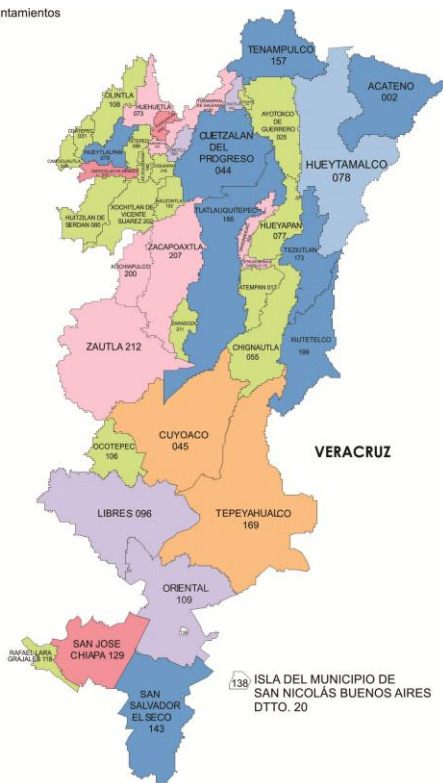 ntamientos
TENAMPULCO
157
ACATENO
002
OLINTLA
108
HUEHUETLA
073
AYOTOXCO DE
GUERRERO
025
CUETZALAN
DEL
PROGRESO
044
HUEYTAMALCO
078
HUEYTLALPAN
079
XOCHITLAN DE
VICENTE
SUAREZ 202
HUITZILAN DE
SERDAN 080
NAUZONTLA
TLATLAUQUITEPEC
186
HUEYAPAN
077
ZACAPOAXTLA
207
TEZIUTLAN
173
XOCHIAPULCO
200
ATEMPAN 017
ZARAGOZA
211
XIUTETELCO
199
ZAUTLA 212
CHIGNAUTLA
055
CUYOACO
045
VERACRUZ
OCOTEPEC
106
LIBRES 096
TEPEYAHUALCO
169
ORIENTAL
109
SAN JOSE
CHIAPA 129
RAFAEL LARA
GRAJALES 118
138
ISLA DEL MUNICIPIO DE
SAN NICOLÁS BUENOS AIRES
DTTO. 20
SAN
SALVADOR
EL SECO
143